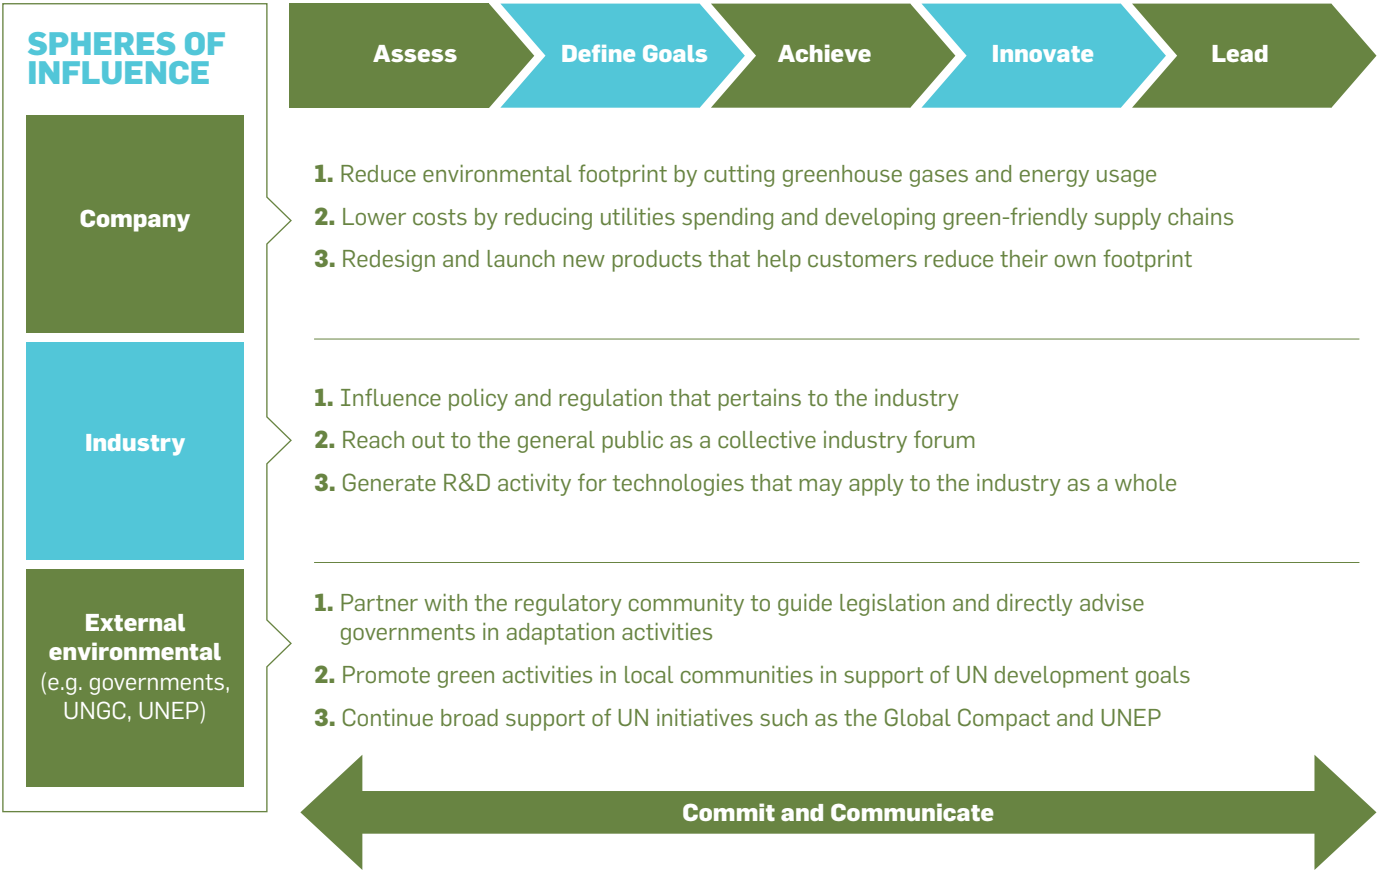 SPHERES OF
INFLUENCE
Assess
Define Goals
Achieve
Innovate
Lead
Company
1. Reduce environmental footprint by cutting greenhouse gases and energy usage
2. Lower costs by reducing utilities spending and developing green-friendly supply chains
3. Redesign and launch new products that help customers reduce their own footprint
Industry
1. Influence policy and regulation that pertains to the industry
2. Reach out to the general public as a collective industry forum
3. Generate R&D activity for technologies that may apply to the industry as a whole
External
environmental
(e.g. governments,
UNGC, UNEP)
1. Partner with the regulatory community to guide legislation and directly advise
governments in adaptation activities
2. Promote green activities in local communities in support of UN development goals
3. Continue broad support of UN initiatives such as the Global Compact and UNEP
Commit and Communicate